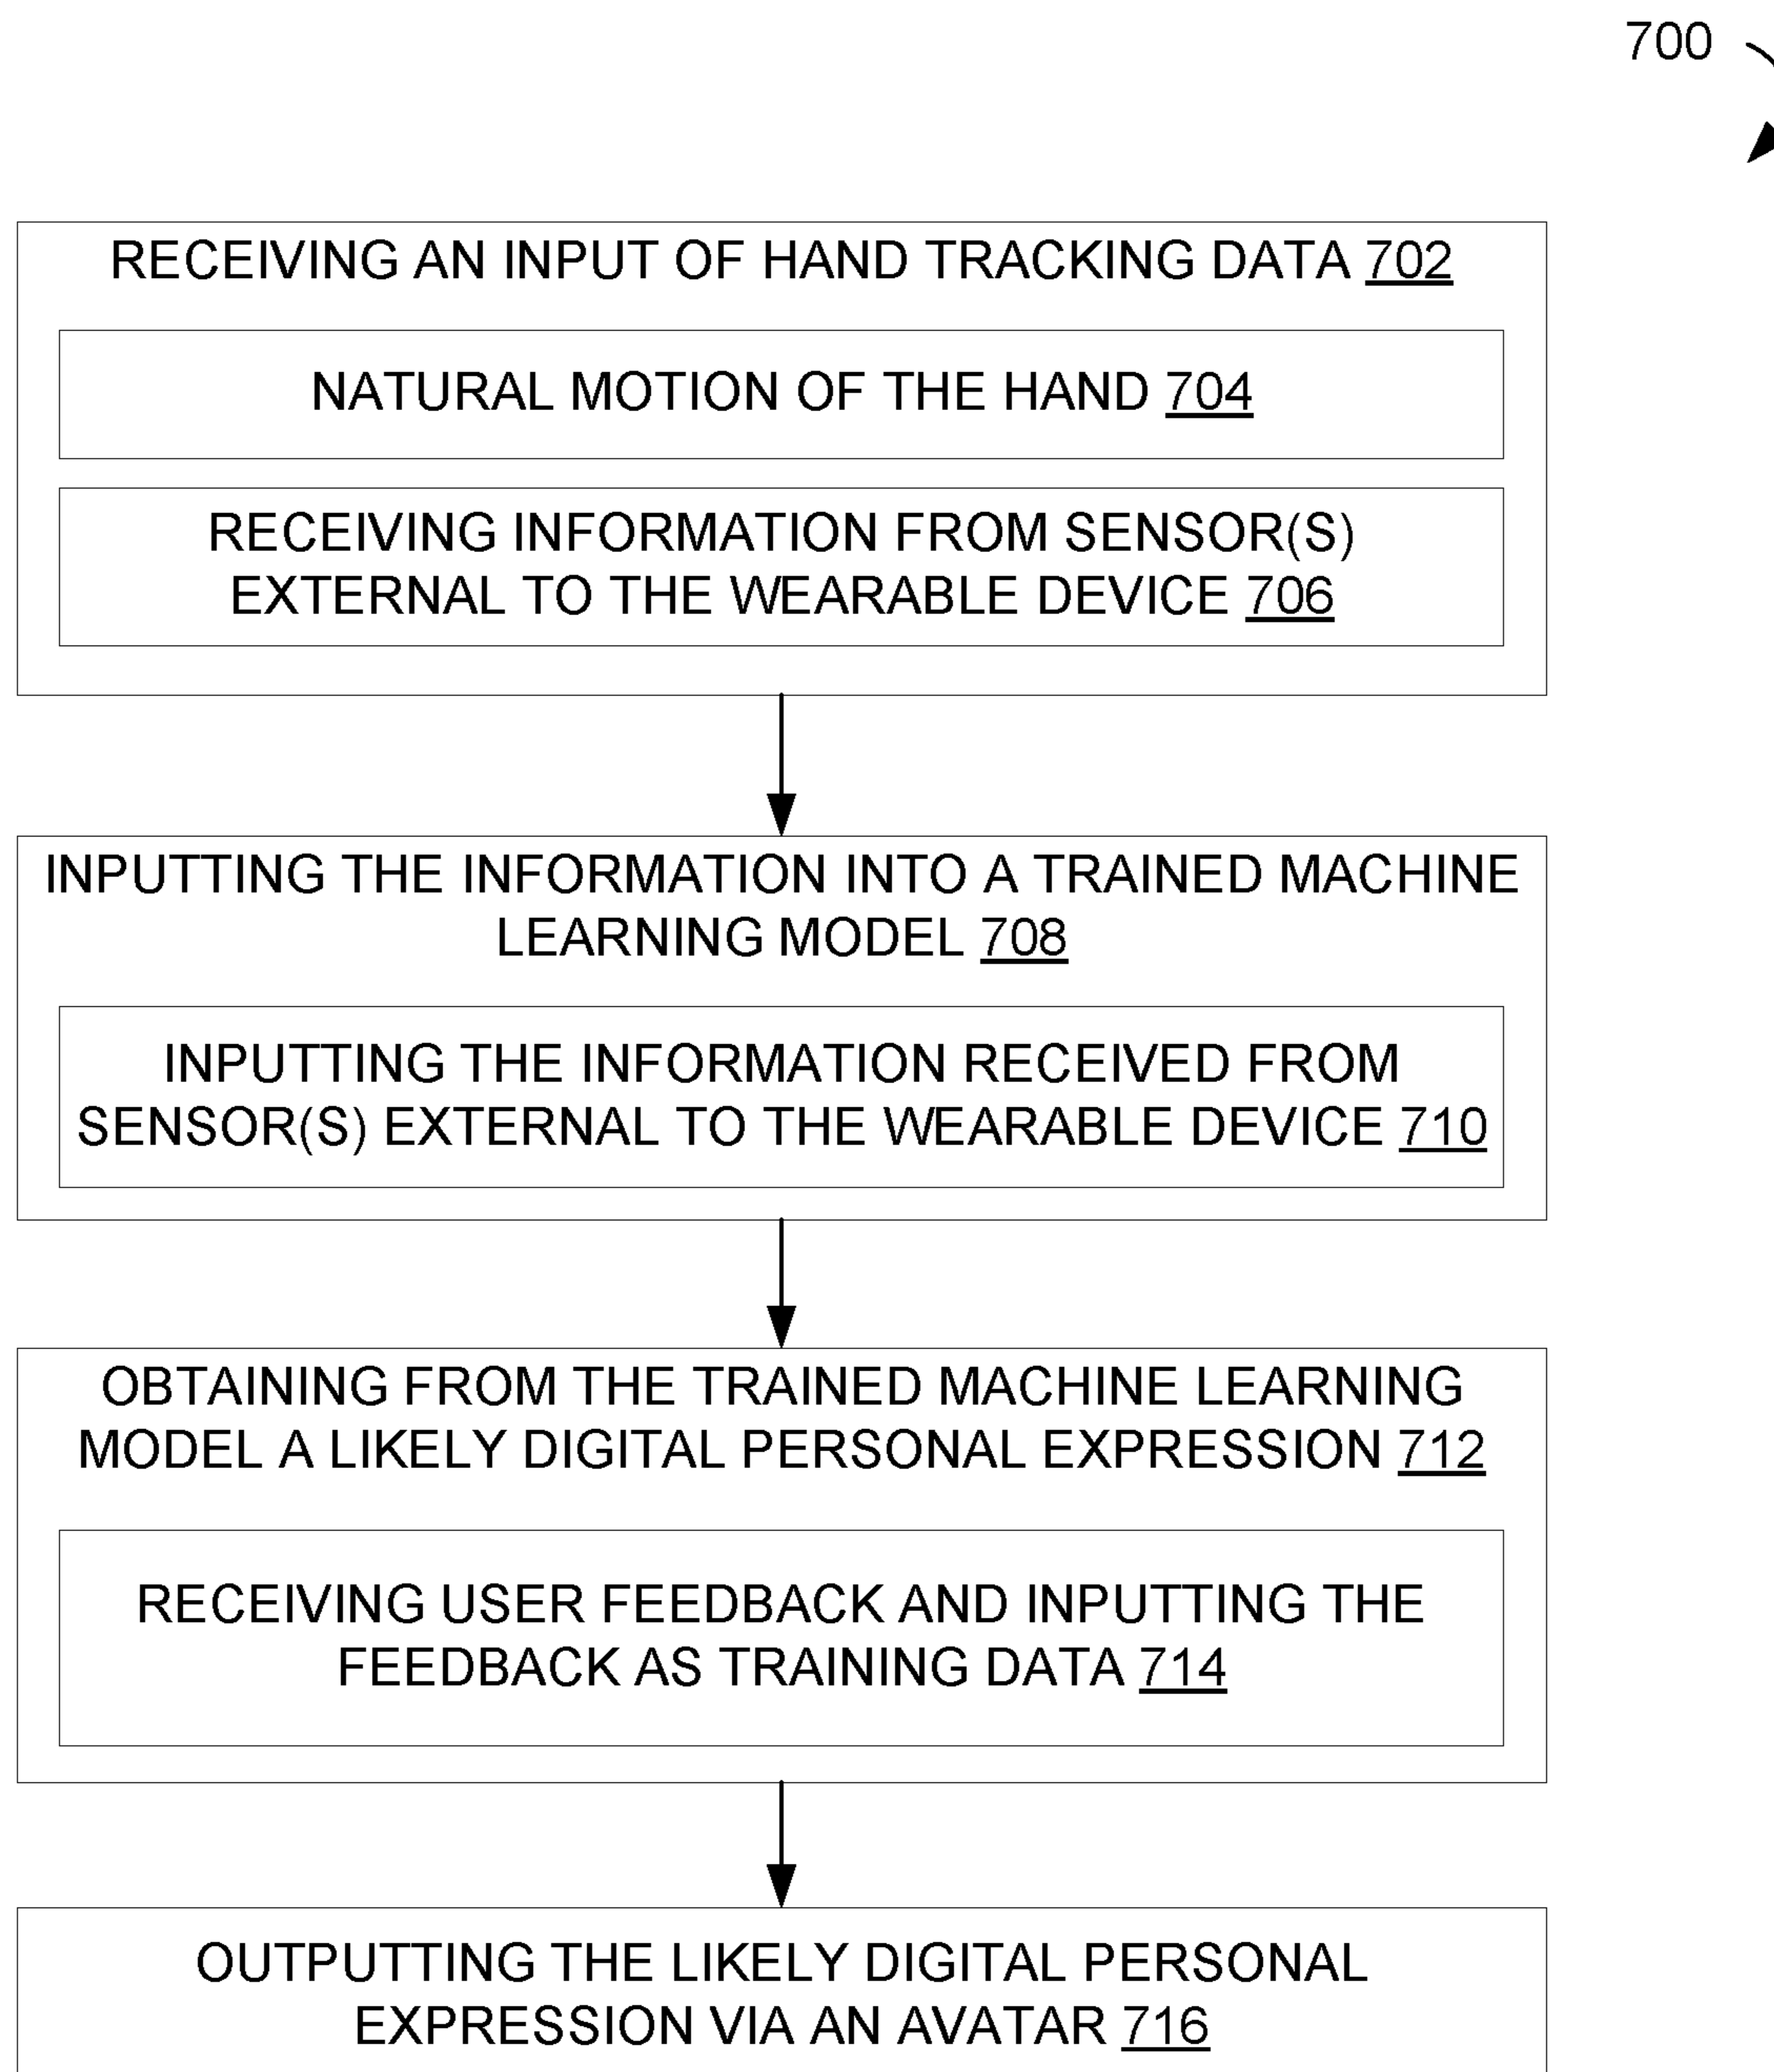 700
RECEIVING AN INPUT OF HAND TRACKING DATA 702
NATURAL MOTION OF THE HAND 704
RECEIVING INFORMATION FROM SENSOR(S)
EXTERNAL TO THE WEARABLE DEVICE 706
INPUTTING THE INFORMATION INTO A TRAINED MACHINE
LEARNING MODEL 708
INPUTTING THE INFORMATION RECEIVED FROM
SENSOR(S) EXTERNAL TO THE WEARABLE DEVICE 710
OBTAINING FROM THE TRAINED MACHINE LEARNING
MODEL A LIKELY DIGITAL PERSONAL EXPRESSION 712
RECEIVING USER FEEDBACK AND INPUTTING THE
FEEDBACK AS TRAINING DATA 714
OUTPUTTING THE LIKELY DIGITAL PERSONAL
EXPRESSION VIA AN AVATAR 716